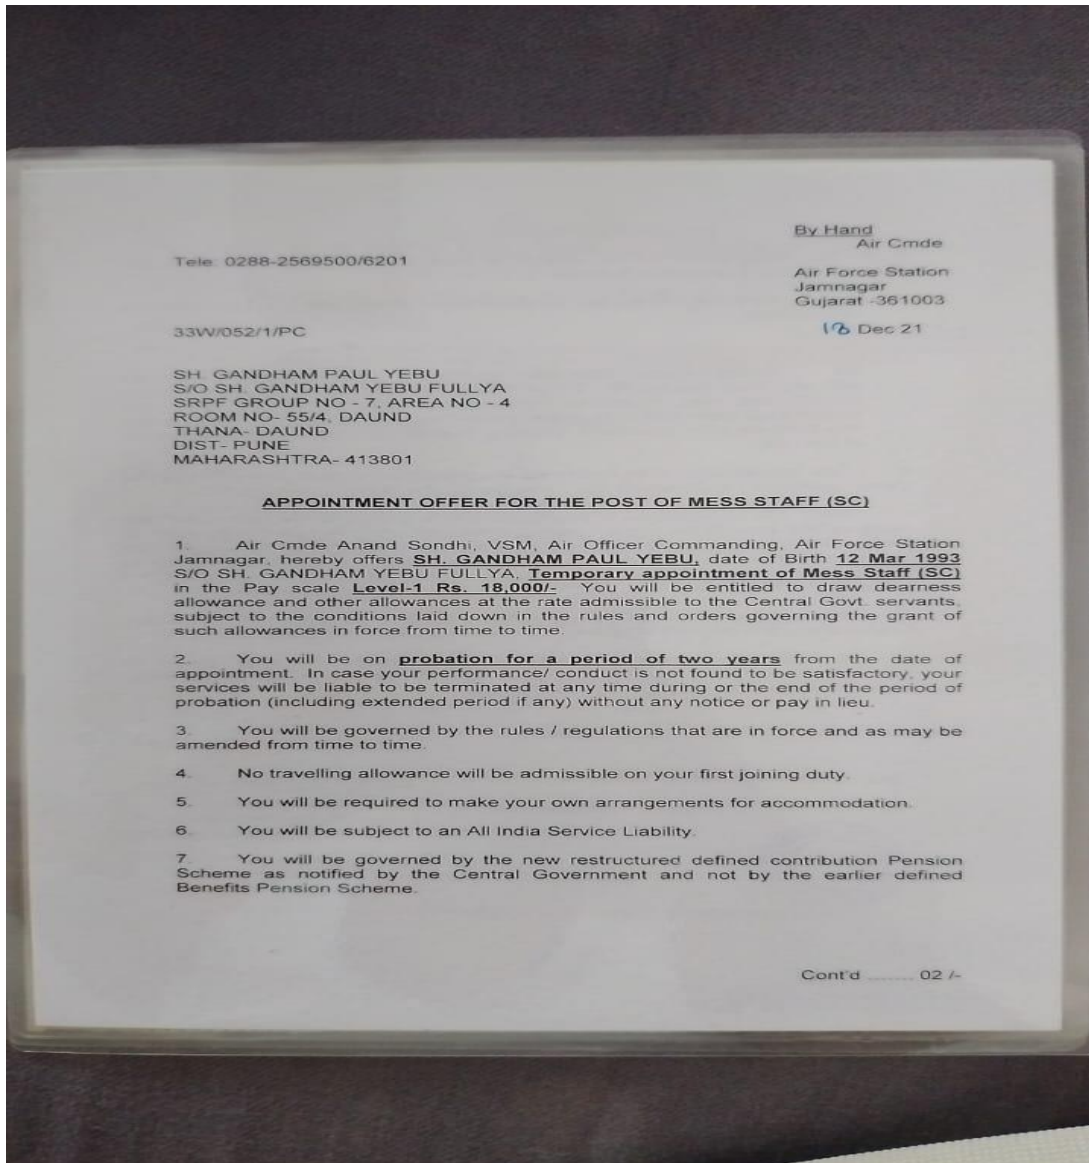 By Hand
Air Cmde
Tele: 0288-2569500/6201
Air Force Station
Jamnagar
Gujarat -361003
33W/052/1/PC
18 Dec 21
SH. GANDHAM PAUL YEBU
S/O SH. GANDHAM YEBU FULLYA
SRPF GROUP NO - 7, AREA NO - 4
ROOM NO- 55/4, DAUND
THANA- DAUND
DIST- PUNE
MAHARASHTRA- 413801
APPOINTMENT OFFER FOR THE POST OF MESS STAFF (SC)
1. Air Cmde Anand Sondhi, VSM, Air Officer Commanding, Air Force Station
Jamnagar, hereby offers SH. GANDHAM PAUL YEBU, date of Birth 12 Mar 1993
S/O SH. GANDHAM YEBU FULLYA, Temporary appointment of Mess Staff (SC)
in the Pay scale Level-1 Rs. 18,000/- You will be entitled to draw dearness
allowance and other allowances at the rate admissible to the Central Govt. servants,
subject to the conditions laid down in the rules and orders governing the grant of
such allowances in force from time to time.
2. You will be on probation for a period of two years from the date of
appointment. In case your performance/ conduct is not found to be satisfactory, your
services will be liable to be terminated at any time during or the end of the period of
probation (including extended period if any) without any notice or pay in lieu.
3. You will be governed by the rules / regulations that are in force and as may be
amended from time to time.
4. No travelling allowance will be admissible on your first joining duty.
5. You will be required to make your own arrangements for accommodation.
6. You will be subject to an All India Service Liability.
7. You will be governed by the new restructured defined contribution Pension
Scheme as notified by the Central Government and not by the earlier defined
Benefits Pension Scheme.
Cont'd ........ 02 /-